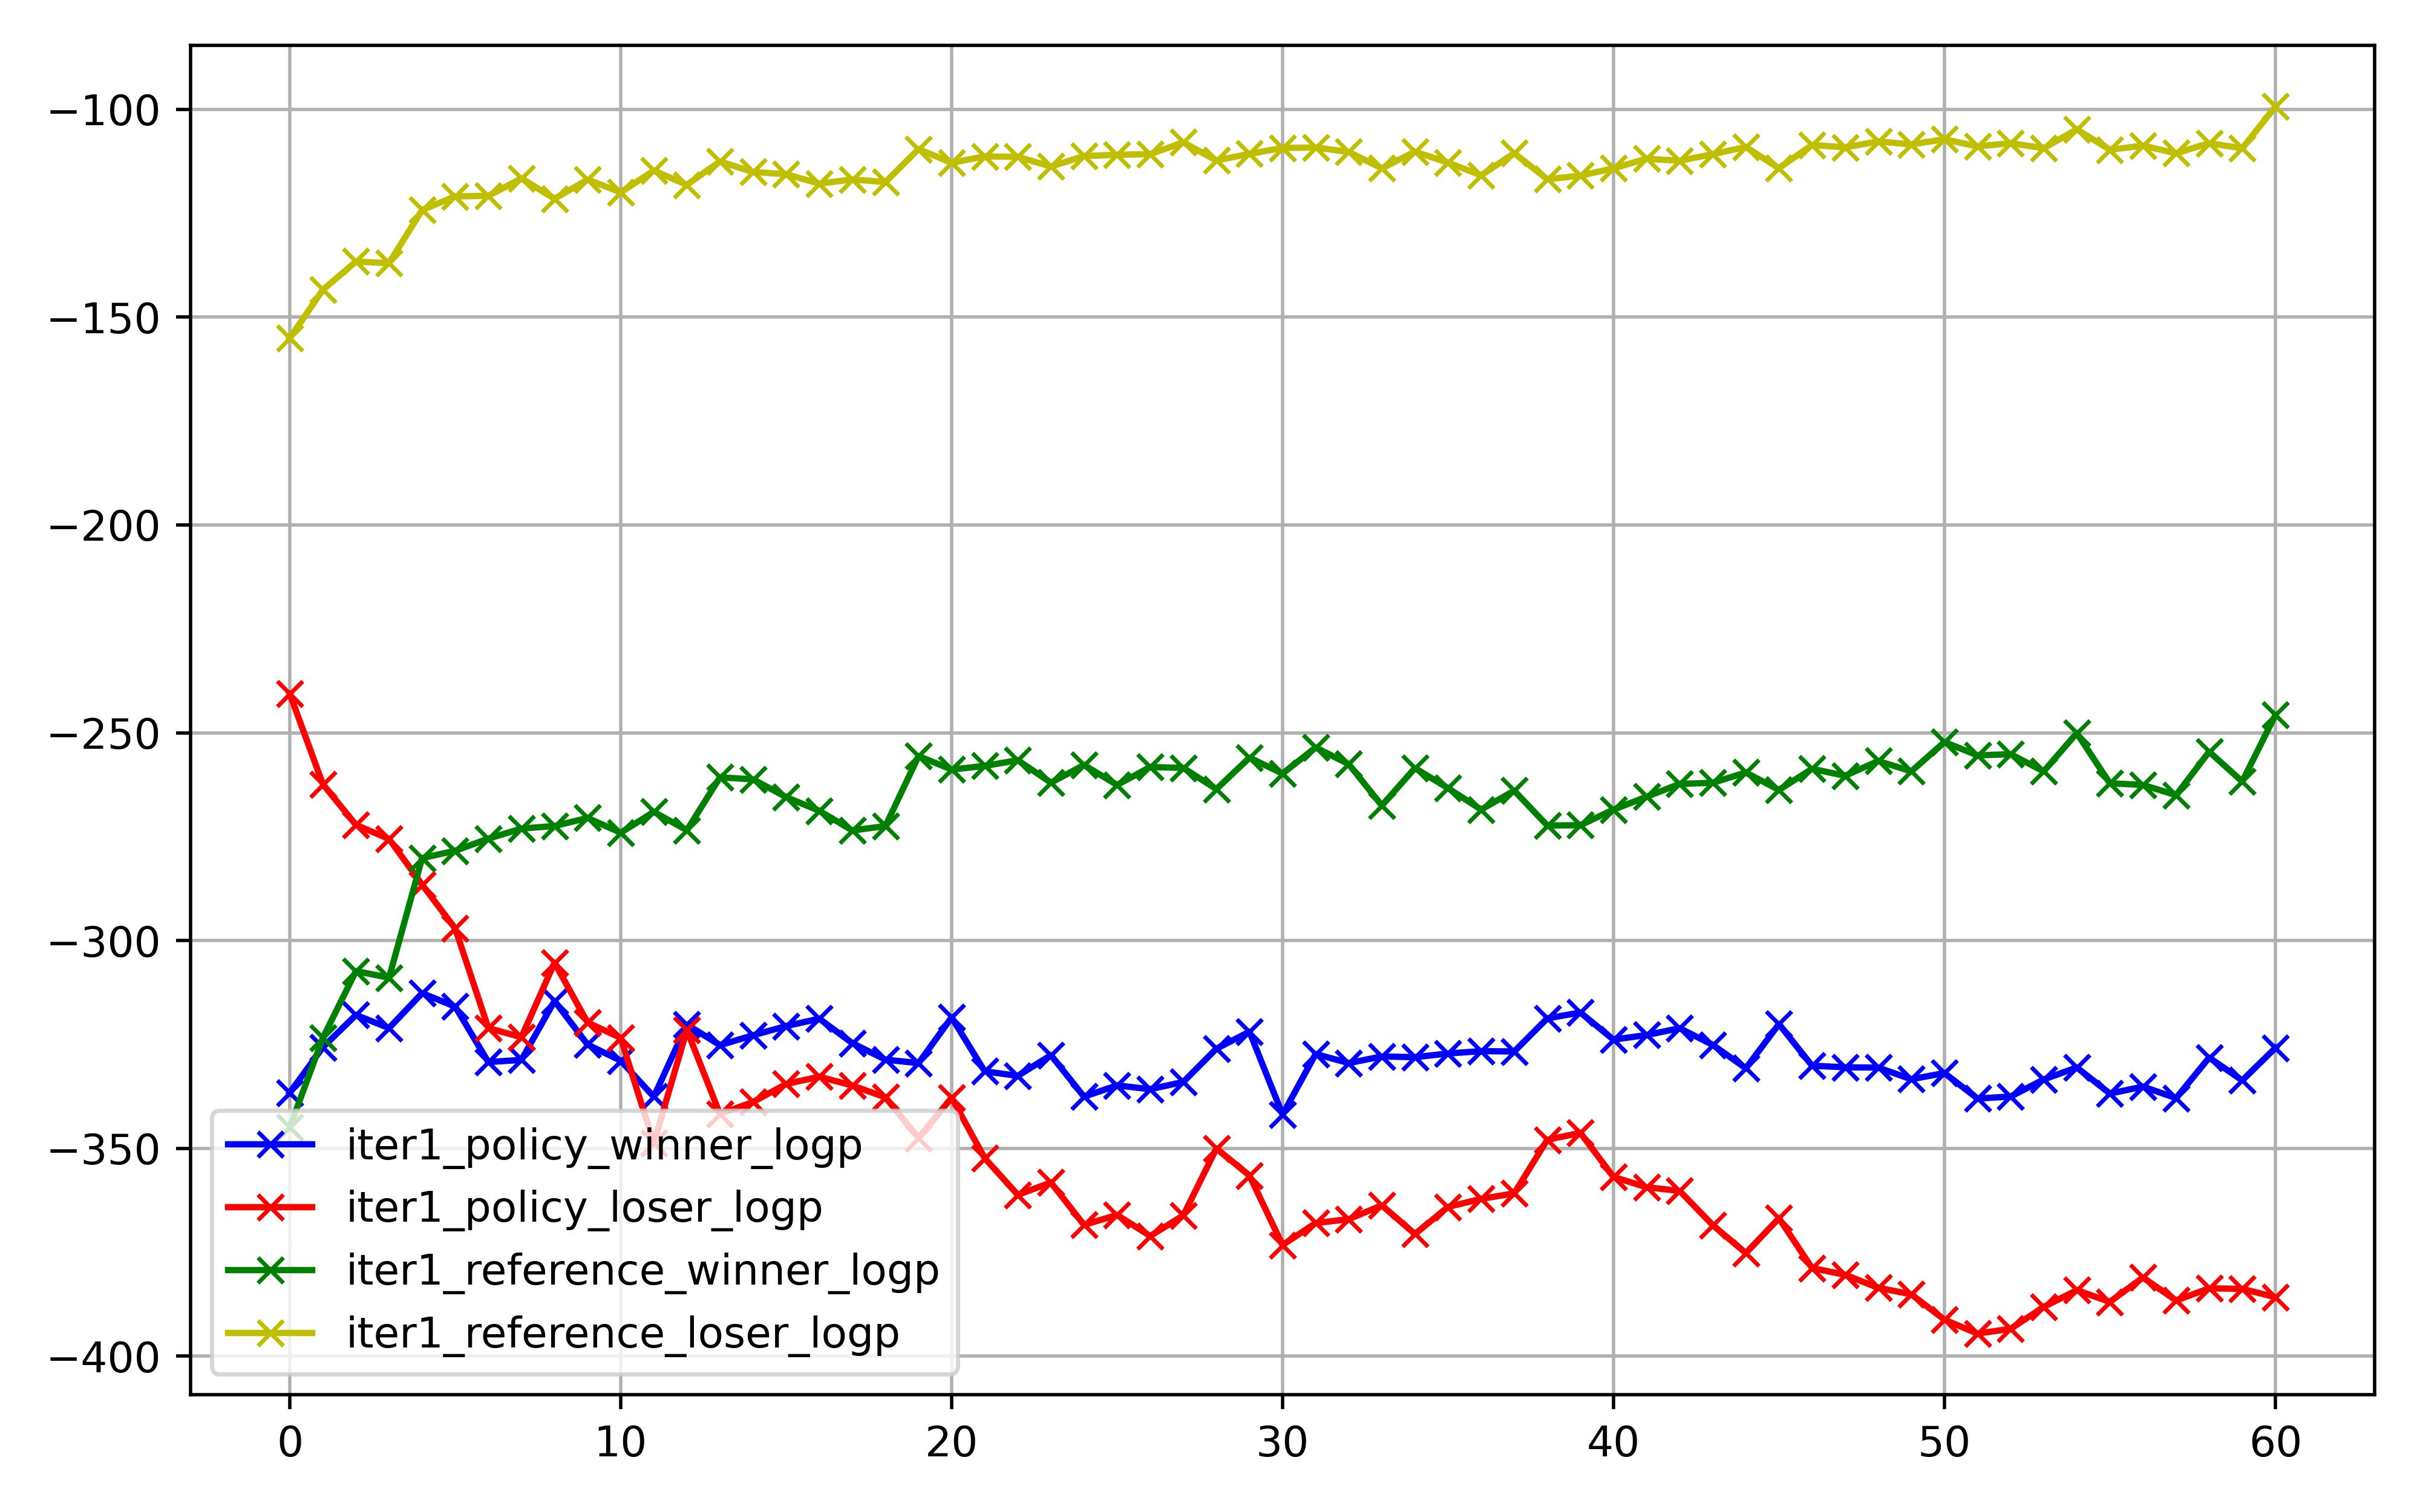 −100
−150
−200
−250
−300
−350
−400
iter1_policy_winner_logp
iter1_policy_loser_logp
iter1_reference_winner_logp
iter1_reference_loser_logp
0 10 20 30 40 50 60